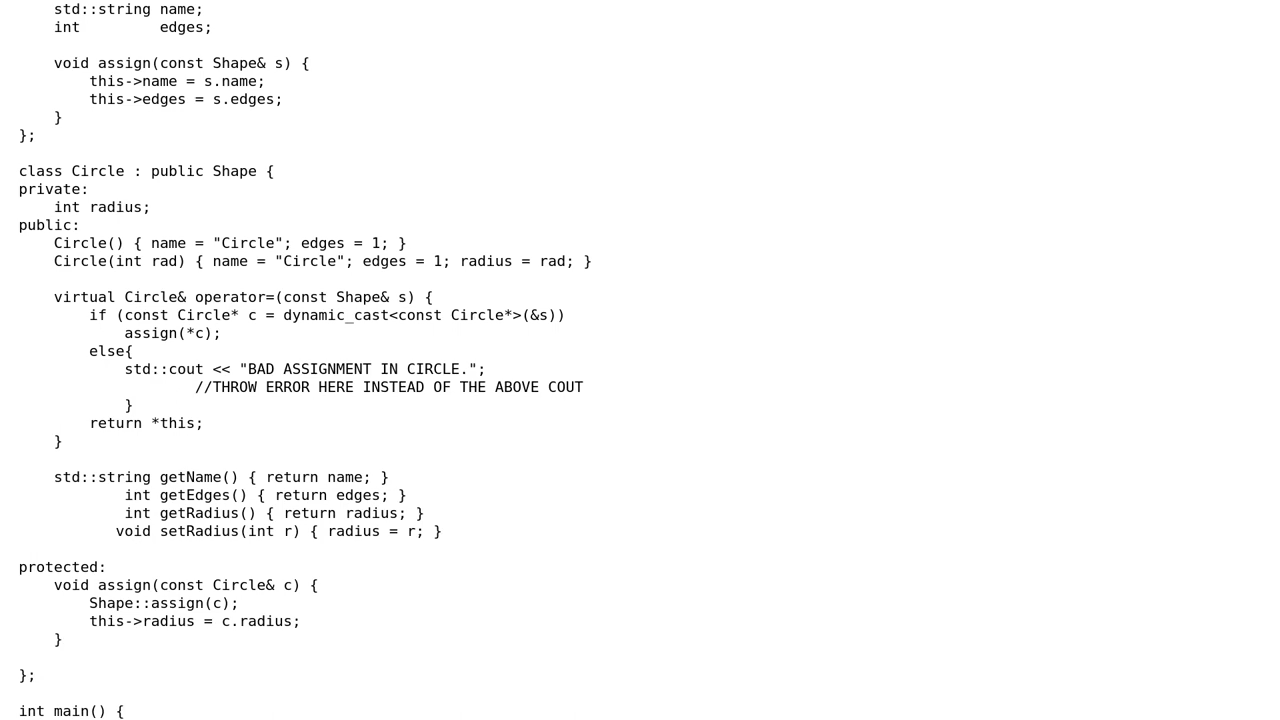 std::string name;
    int         edges;

    void assign(const Shape& s) {
        this->name = s.name;
        this->edges = s.edges;
    }
};

class Circle : public Shape {
private:
    int radius;
public:
    Circle() { name = "Circle"; edges = 1; }
    Circle(int rad) { name = "Circle"; edges = 1; radius = rad; }

    virtual Circle& operator=(const Shape& s) {
        if (const Circle* c = dynamic_cast<const Circle*>(&s))
            assign(*c);
        else{
            std::cout << "BAD ASSIGNMENT IN CIRCLE.";
                    //THROW ERROR HERE INSTEAD OF THE ABOVE COUT
            }
        return *this;
    }

    std::string getName() { return name; }
            int getEdges() { return edges; }
            int getRadius() { return radius; }
           void setRadius(int r) { radius = r; }

protected:
    void assign(const Circle& c) {
        Shape::assign(c);
        this->radius = c.radius;
    }

};

int main() {